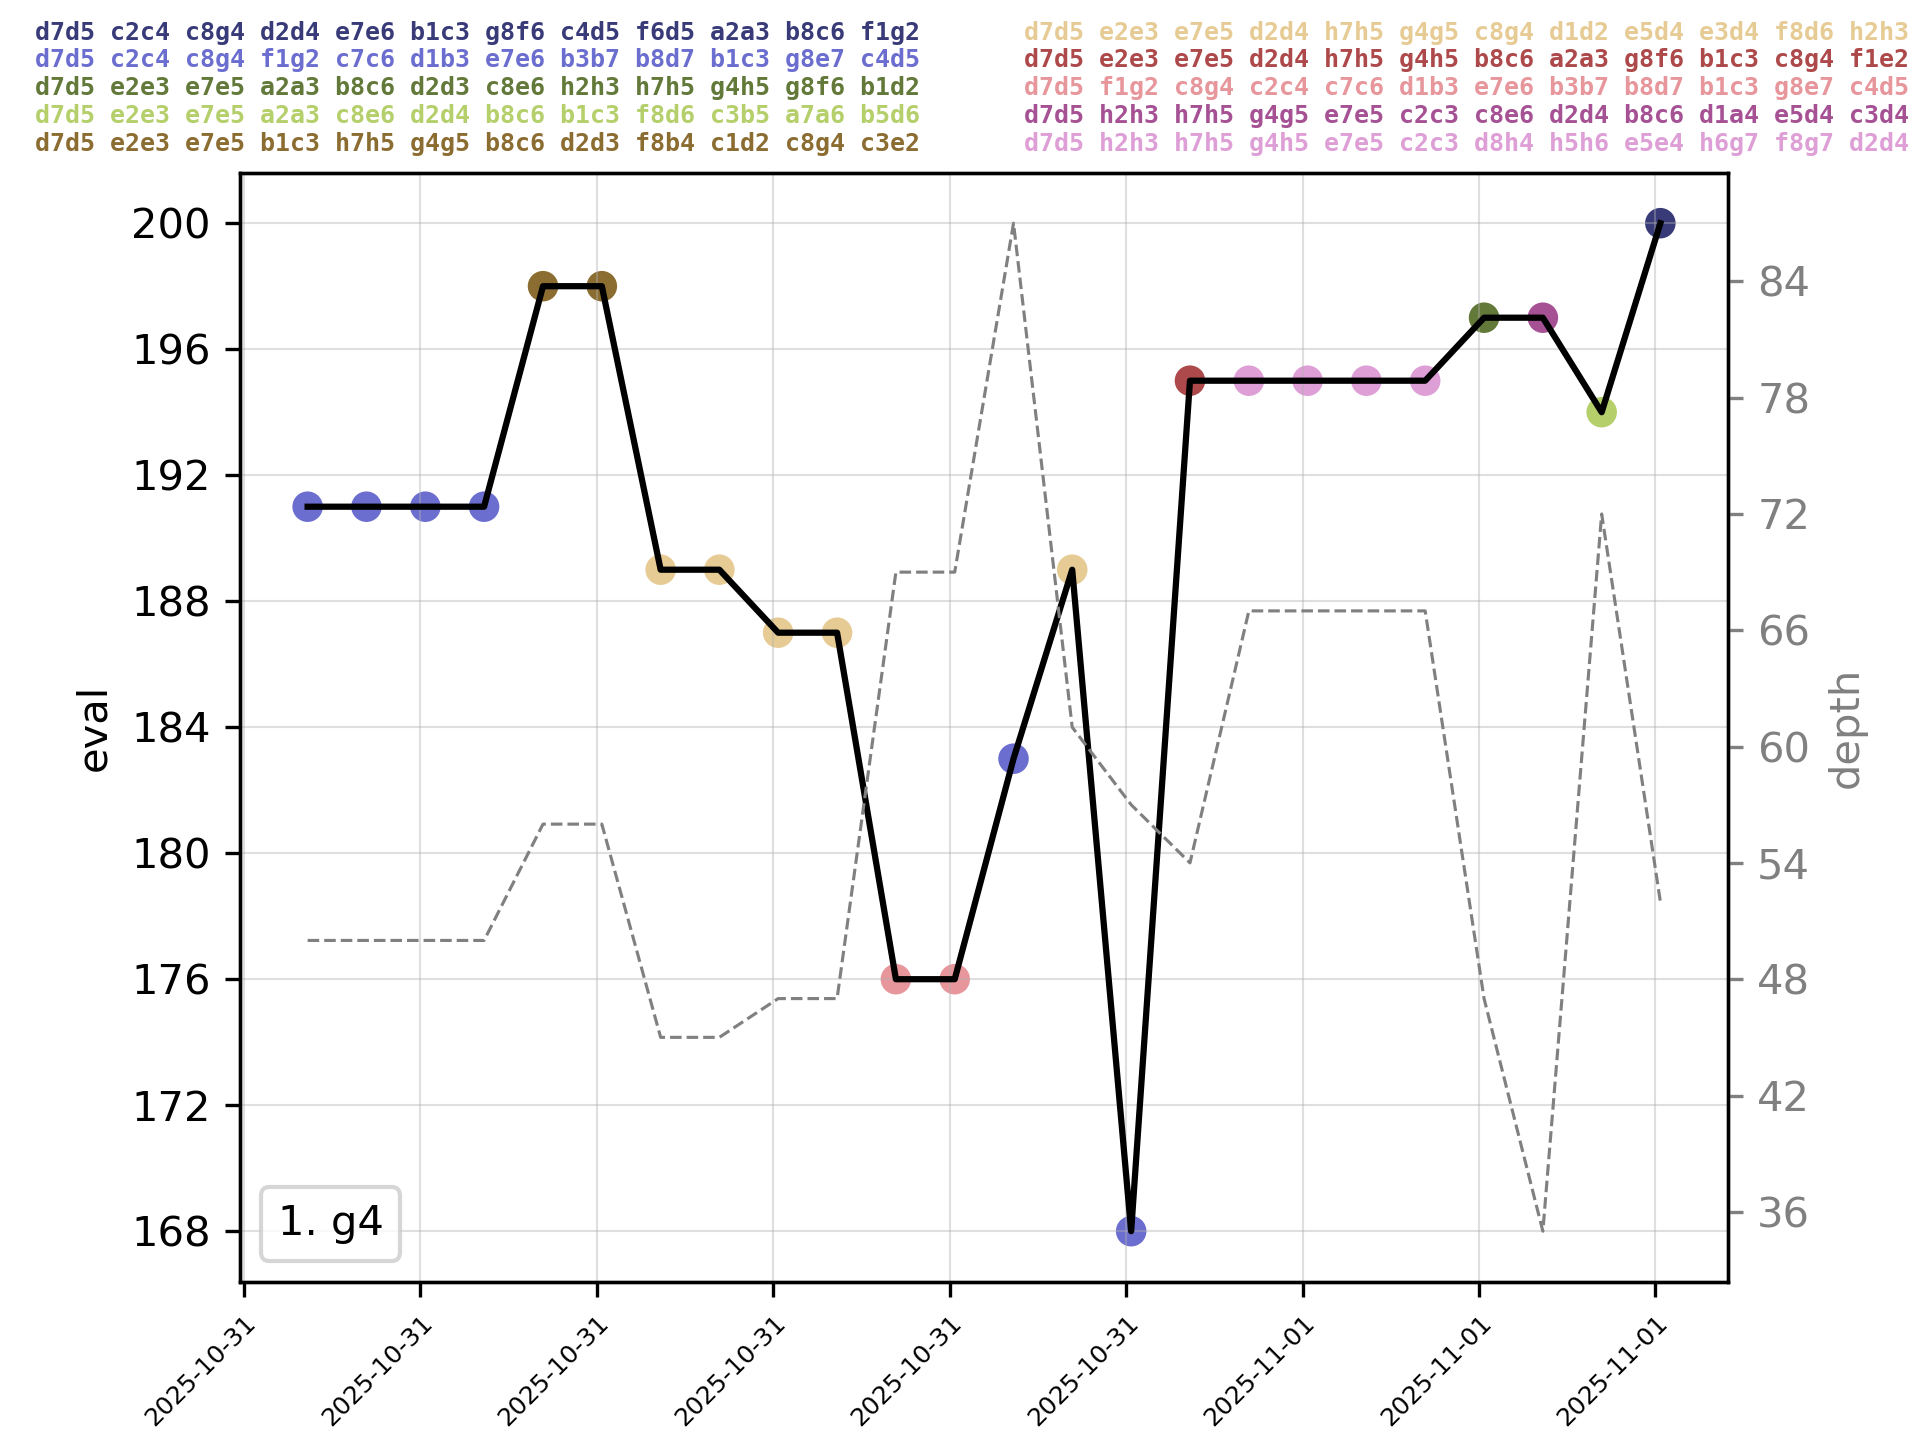 d7d5 c2c4 c8g4 d2d4 e7e6 b1c3 g8f6 c4d5 f6d5 a2a3 b8c6 f1g2
d7d5 c2c4 c8g4 f1g2 c7c6 d1b3 e7e6 b3b7 b8d7 b1c3 g8e7 c4d5
d7d5 e2e3 e7e5 a2a3 b8c6 d2d3 c8e6 h2h3 h7h5 g4h5 g8f6 b1d2
d7d5 e2e3 e7e5 a2a3 c8e6 d2d4 b8c6 b1c3 f8d6 c3b5 a7a6 b5d6
d7d5 e2e3 e7e5 b1c3 h7h5 g4g5 b8c6 d2d3 f8b4 c1d2 c8g4 c3e2
d7d5 e2e3 e7e5 d2d4 h7h5 g4g5 c8g4 d1d2 e5d4 e3d4 f8d6 h2h3
d7d5 e2e3 e7e5 d2d4 h7h5 g4h5 b8c6 a2a3 g8f6 b1c3 c8g4 f1e2
d7d5 f1g2 c8g4 c2c4 c7c6 d1b3 e7e6 b3b7 b8d7 b1c3 g8e7 c4d5
d7d5 h2h3 h7h5 g4g5 e7e5 c2c3 c8e6 d2d4 b8c6 d1a4 e5d4 c3d4
d7d5 h2h3 h7h5 g4h5 e7e5 c2c3 d8h4 h5h6 e5e4 h6g7 f8g7 d2d4
200
196
192
188
184
180
176
172
168
eval
84
78
72
66
60
54
48
42
36
depth
1. g4
2025-10-31
2025-10-31
2025-10-31
2025-10-31
2025-10-31
2025-10-31
2025-11-01
2025-11-01
2025-11-01